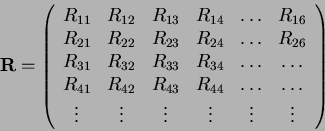 R = ( R₁₁ R₁₂ R₁₃ R₁₄ … R₁₆
R₂₁ R₂₂ R₂₃ R₂₄ … R₂₆
R₃₁ R₃₂ R₃₃ R₃₄ … …
R₄₁ R₄₂ R₄₃ R₄₄ … …
⋮ ⋮ ⋮ ⋮ ⋮ ⋮ )